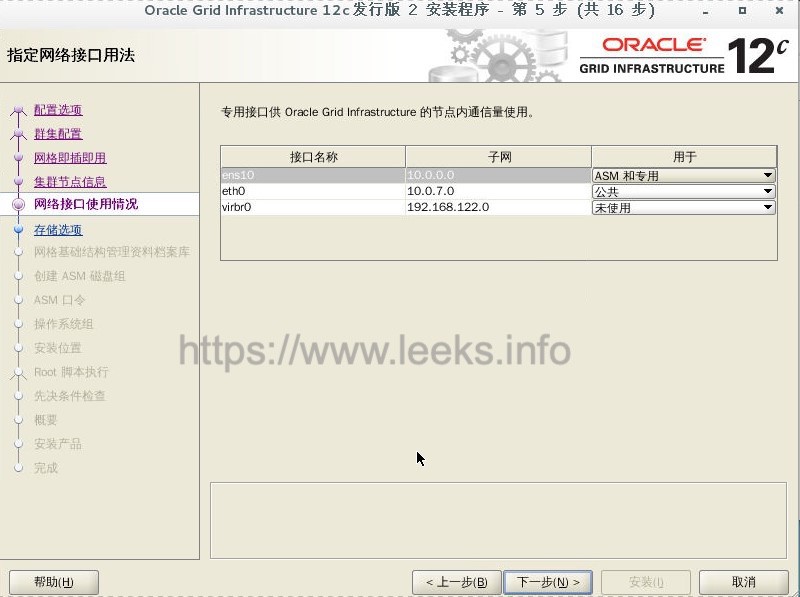 Oracle Grid Infrastructure 12c 发行版 2 安装程序 - 第 5 步 (共 16 步)
指定网络接口用法
ORACLE
GRID INFRASTRUCTURE
12c
配置选项
群集配置
网格即插即用
集群节点信息
网络接口使用情况
存储选项
网格基础结构管理资料档案库
创建 ASM 磁盘组
ASM 口令
操作系统组
安装位置
Root 脚本执行
先决条件检查
概要
安装产品
完成
专用接口供 Oracle Grid Infrastructure 的节点内通信量使用。
接口名称 子网 用于
ens10 10.0.0.0 ASM 和专用
eth0 10.0.7.0 公共
virbr0 192.168.122.0 未使用
https://www.leeks.info
帮助(H)
< 上一步(B)
下一步(N) >
安装(I)
取消